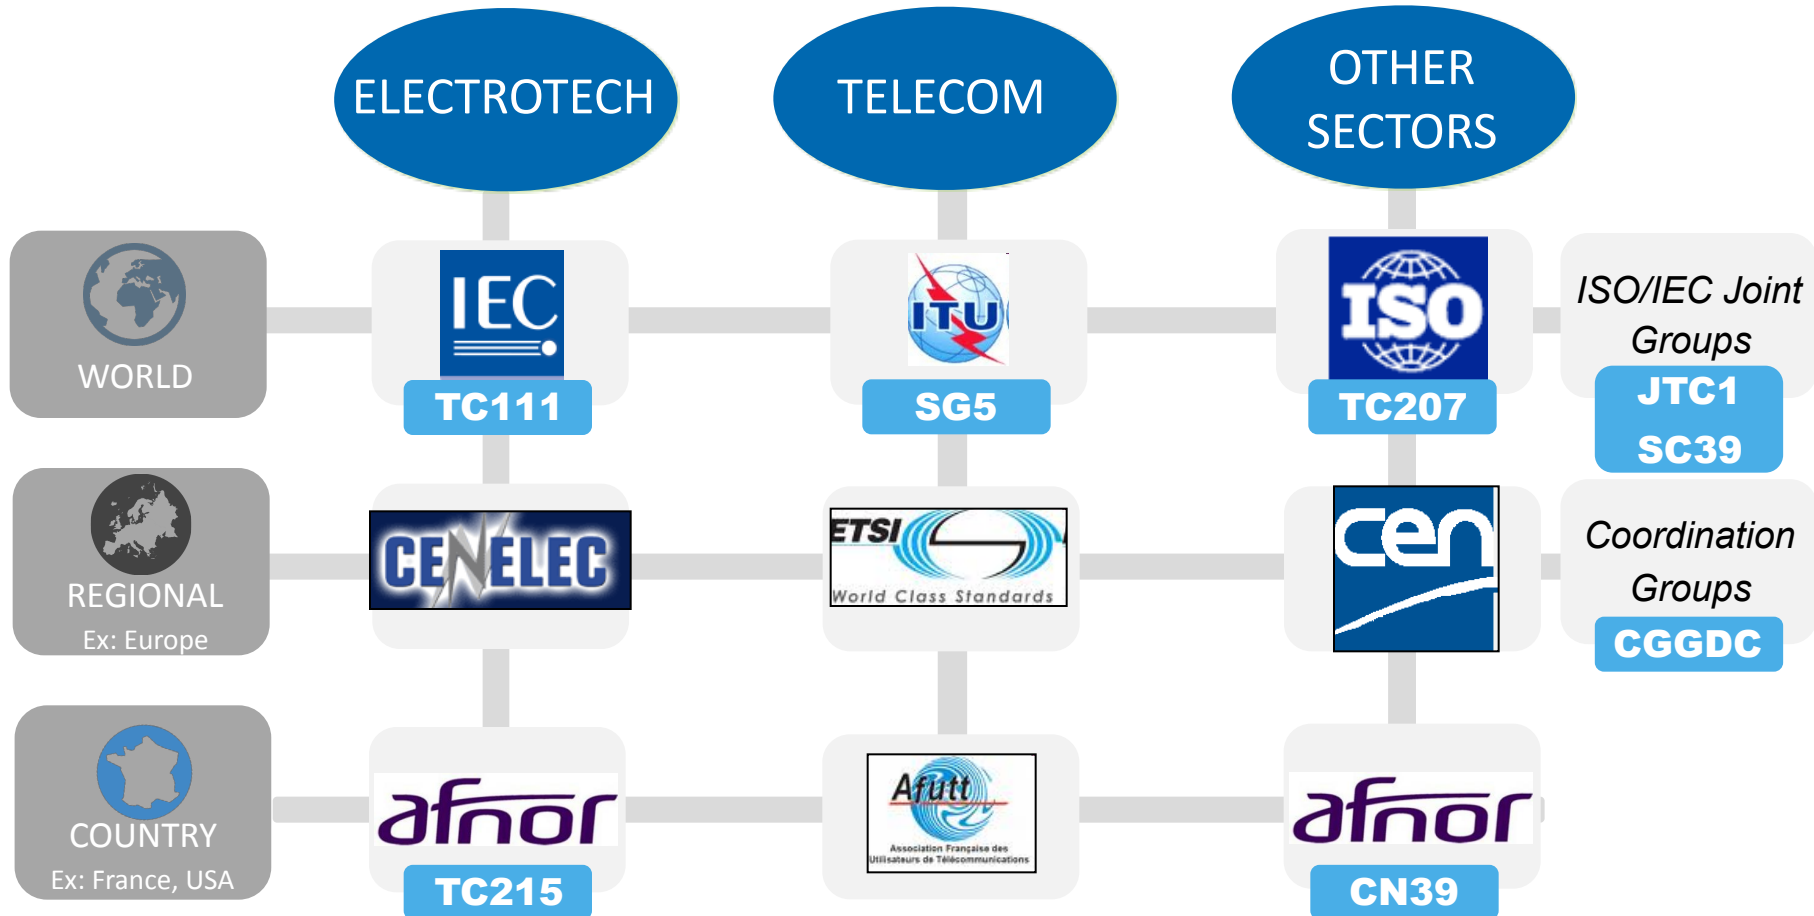 ELECTROTECH
TELECOM
OTHER
SECTORS
WORLD
IEC
TC111
ITU
SG5
ISO
TC207
ISO/IEC Joint
Groups
JTC1
SC39
REGIONAL
Ex: Europe
CENELEC
ETSI
World Class Standards
cen
Coordination
Groups
CGGDC
COUNTRY
Ex: France, USA
afnor
TC215
Afutt
Association Française des
Utilisateurs de Télécommunications
afnor
CN39